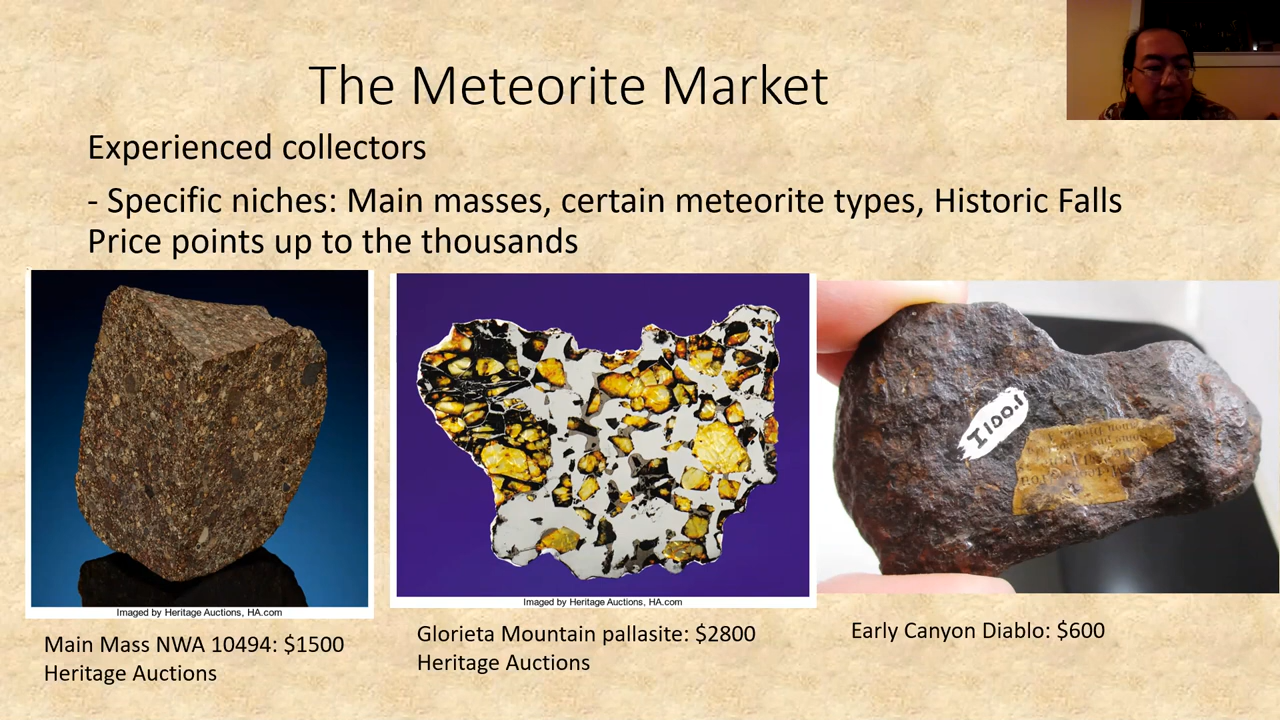 The Meteorite Market
Experienced collectors
- Specific niches: Main masses, certain meteorite types, Historic Falls
Price points up to the thousands
I100.1
Imaged by Heritage Auctions, HA.com
Imaged by Heritage Auctions, HA.com
Main Mass NWA 10494: $1500
Heritage Auctions
Glorieta Mountain pallasite: $2800
Heritage Auctions
Early Canyon Diablo: $600